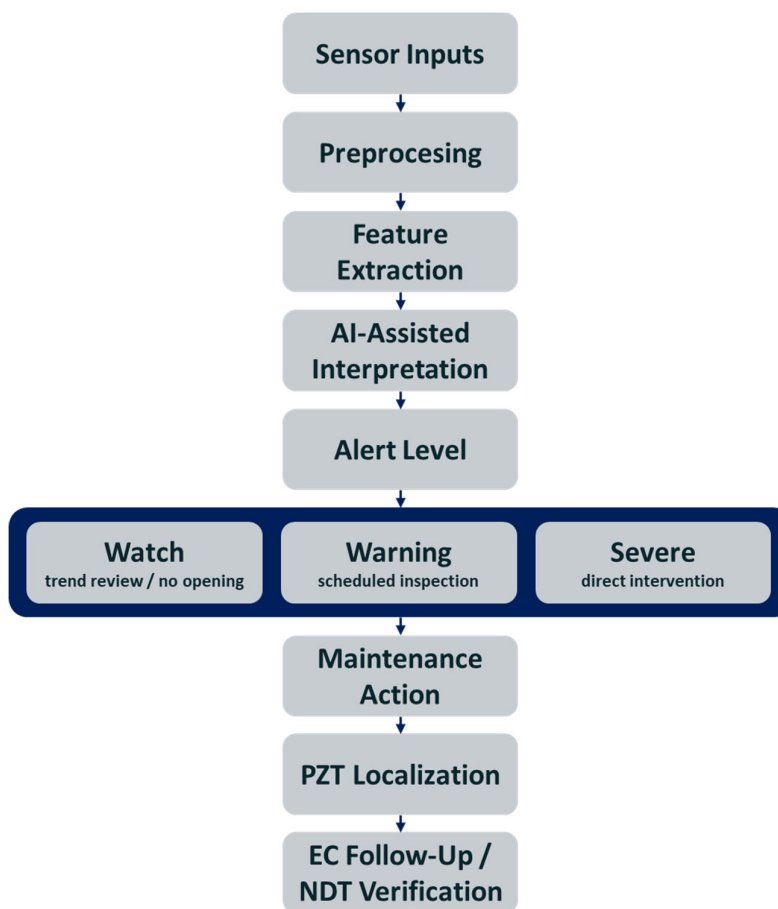 Sensor Inputs
Preprocesing
Feature
Extraction
AI-Assisted
Interpretation
Alert Level
Watch
trend review / no opening
Warning
scheduled inspection
Severe
direct intervention
Maintenance
Action
PZT Localization
EC Follow-Up /
NDT Verification